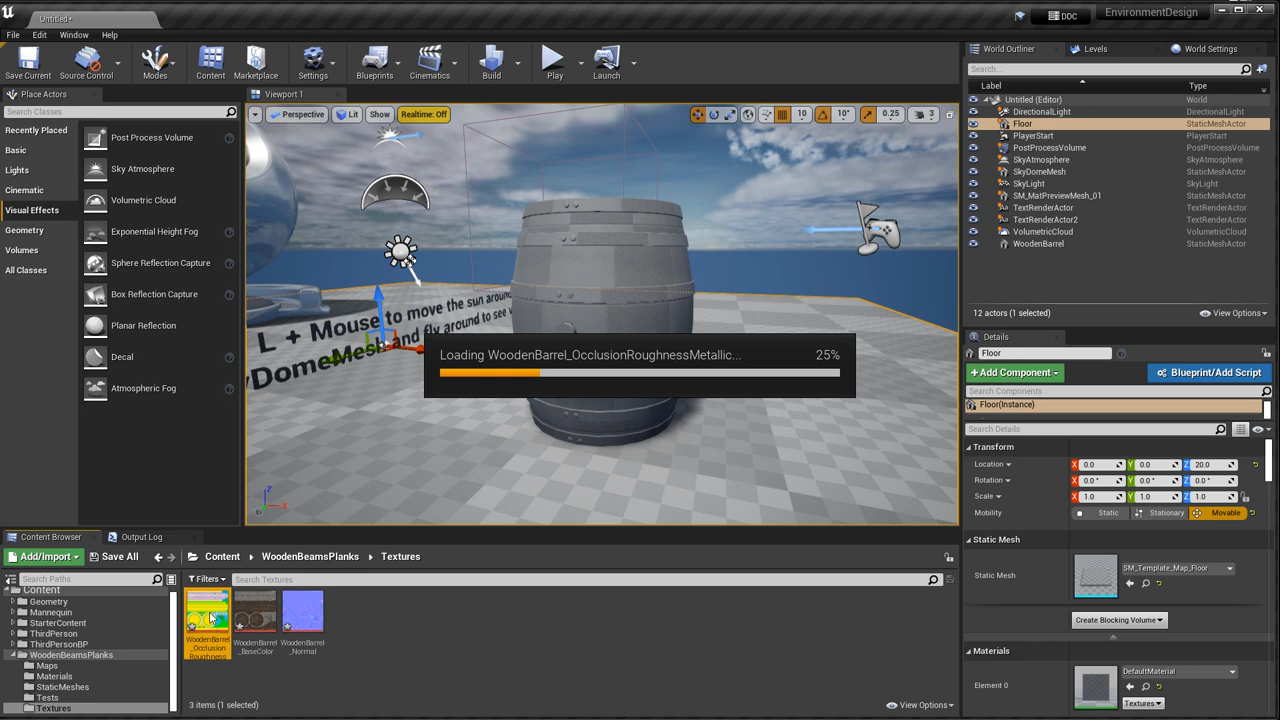 Untitled*
DDC
EnvironmentDesign
File Edit Window Help
Save Current
Source Control
Modes
Content
Marketplace
Settings
Blueprints
Cinematics
Build
Play
Launch
Place Actors
Search Classes
Recently Placed
Basic
Lights
Cinematic
Visual Effects
Geometry
Volumes
All Classes
Post Process Volume
Sky Atmosphere
Volumetric Cloud
Exponential Height Fog
Sphere Reflection Capture
Box Reflection Capture
Planar Reflection
Decal
Atmospheric Fog
Viewport 1
Perspective Lit Show Realtime: Off
10 10° 0.25 3
L + Mouse to move the sun around
DomeMesh and fly around to see
Loading WoodenBarrel_OcclusionRoughnessMetallic... 25%
World Outliner Levels World Settings
Search...
Label Type
Untitled (Editor) World
DirectionalLight DirectionalLight
Floor StaticMeshActor
PlayerStart PlayerStart
PostProcessVolume PostProcessVolume
SkyAtmosphere SkyAtmosphere
SkyDomeMesh StaticMeshActor
SkyLight SkyLight
SM_MatPreviewMesh_01 StaticMeshActor
TextRenderActor TextRenderActor
TextRenderActor2 TextRenderActor
VolumetricCloud VolumetricCloud
WoodenBarrel StaticMeshActor
12 actors (1 selected) View Options
Details
Floor
+Add Component Blueprint/Add Script
Search Components
Floor(Instance)
Search Details
Transform
Location X 0.0 Y 0.0 Z 20.0
Rotation X 0.0° Y 0.0° Z 0.0°
Scale X 1.0 Y 1.0 Z 1.0
Mobility Static Stationary Movable
Static Mesh
Static Mesh SM_Template_Map_Floor
Create Blocking Volume
Materials
Element 0 DefaultMaterial
Textures
Content Browser Output Log
Add/Import Save All Content WoodenBeamsPlanks Textures
Search Paths
Filters Search Textures
Content
Geometry
Mannequin
StarterContent
ThirdPerson
ThirdPersonBP
WoodenBeamsPlanks
Maps
Materials
StaticMeshes
Tests
Textures
WoodenBarrel
_Occlusion
Roughness
WoodenBarrel
_BaseColor
WoodenBarrel
_Normal
3 items (1 selected) View Options
Z
X